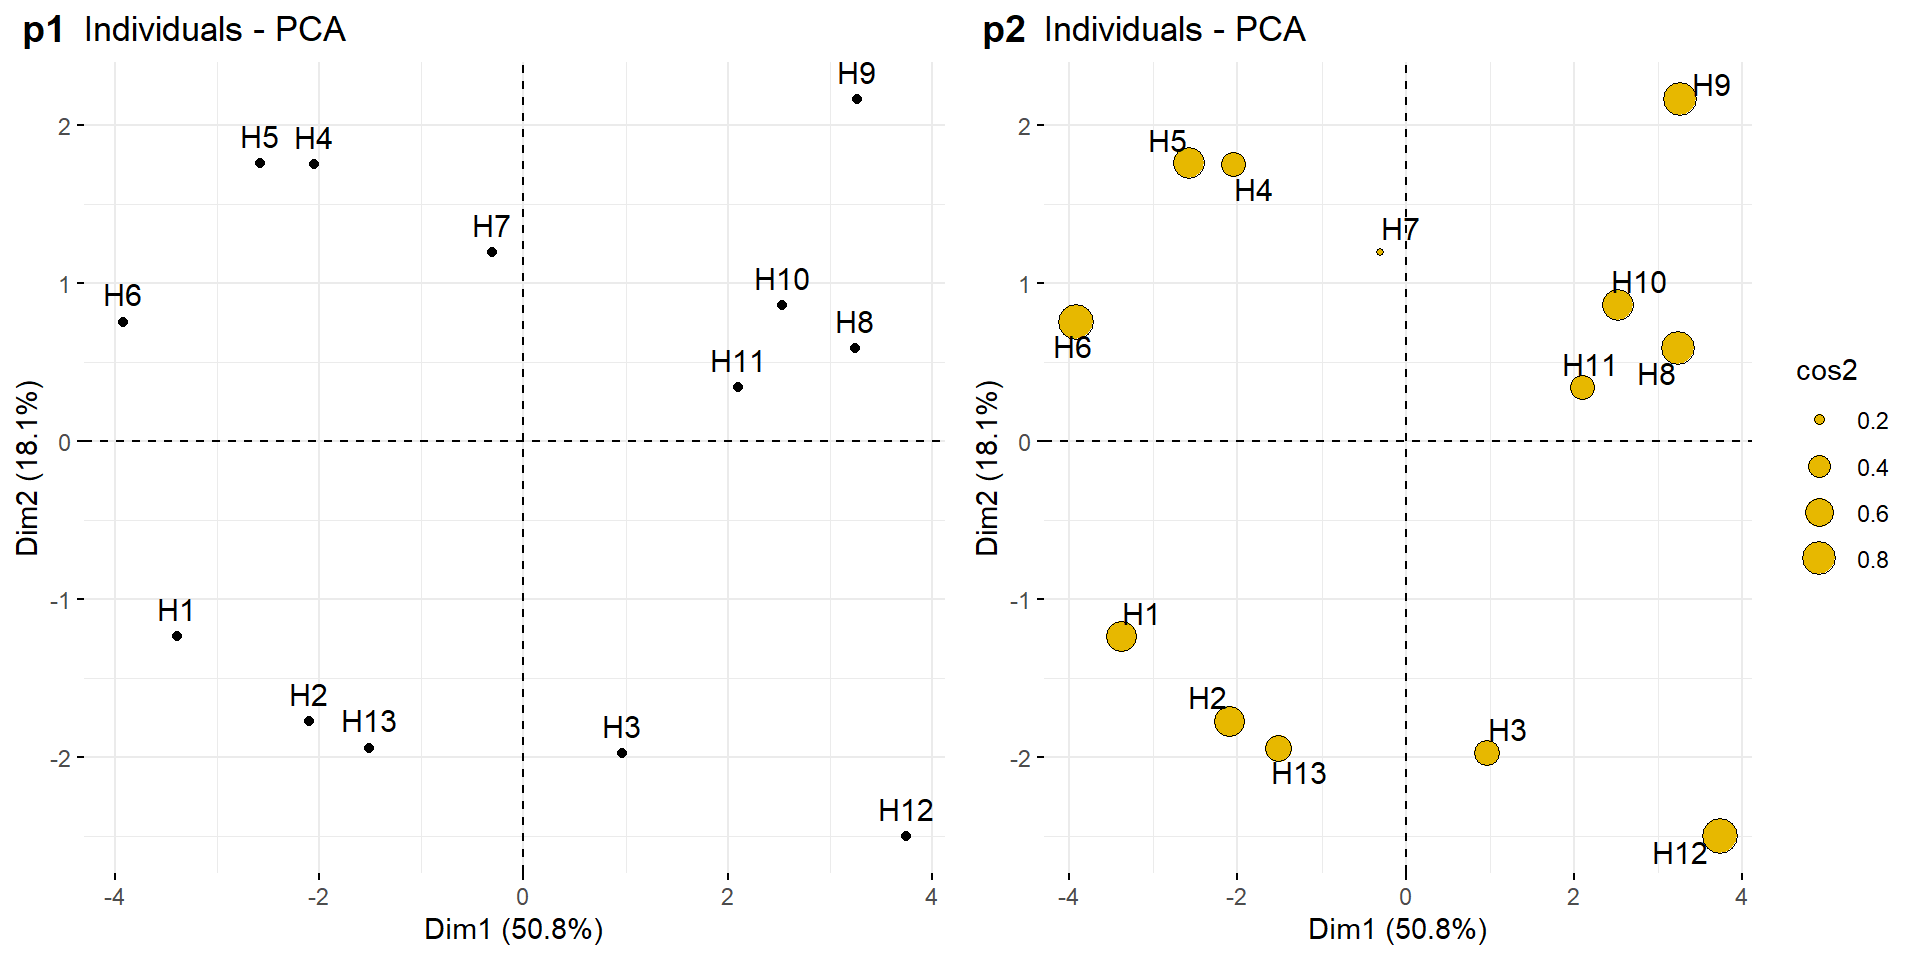 p1 Individuals - PCA
H9
H5 H4
H7
H10
H6
H8
H11
H1
H2
H13
H3
H12
2
1
0
-1
-2
-4 -2 0 2 4
Dim1 (50.8%)
Dim2 (18.1%)
p2 Individuals - PCA
H9
H5
H4
H7
H10
H6
H11
H8
H1
H2
H3
H13
H12
2
1
0
-1
-2
-4 -2 0 2 4
Dim1 (50.8%)
Dim2 (18.1%)
cos2
0.2
0.4
0.6
0.8